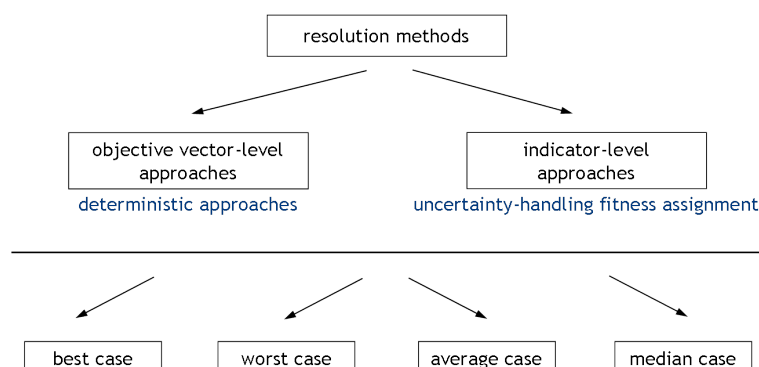 resolution methods
objective vector-level
approaches
deterministic approaches
indicator-level
approaches
uncertainty-handling fitness assignment
best case
worst case
average case
median case